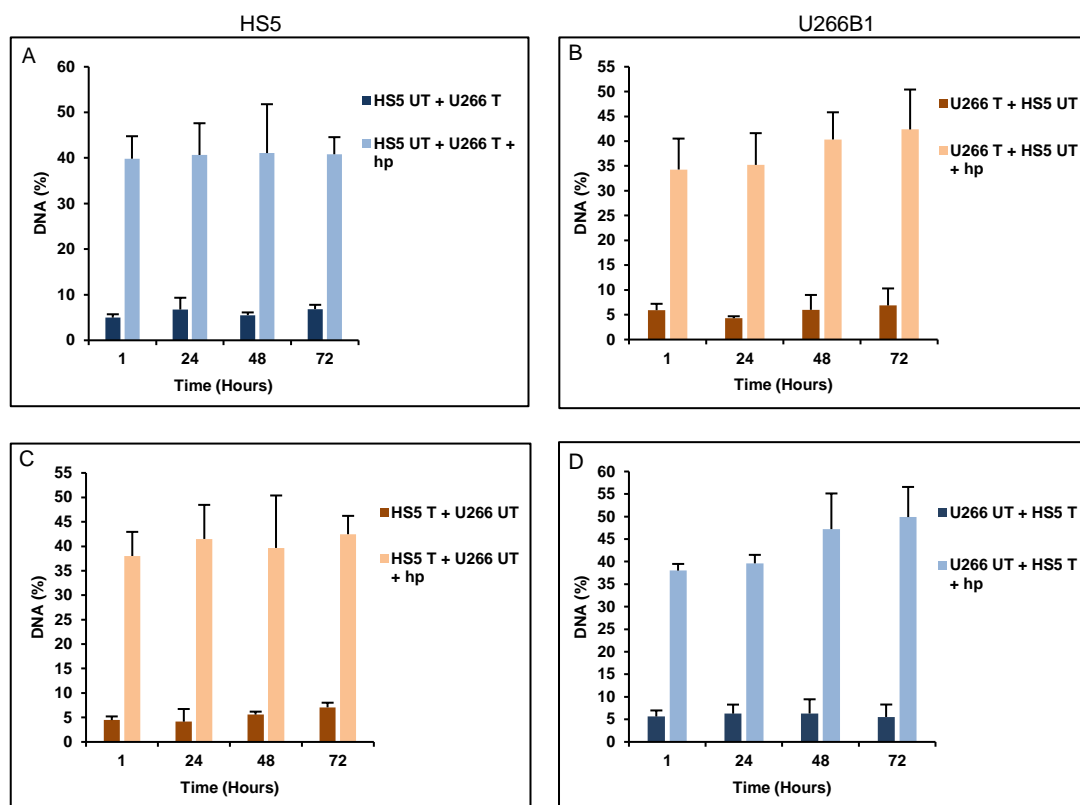 HS5
U266B1
A
60
50
40
30
20
10
0
DNA (%)
1 24 48 72
Time (Hours)
HS5 UT + U266 T
HS5 UT + U266 T +
hp
B
55
50
45
40
35
30
25
20
15
10
5
0
DNA (%)
1 24 48 72
Time (Hours)
U266 T + HS5 UT
U266 T + HS5 UT
+ hp
C
55
50
45
40
35
30
25
20
15
10
5
0
DNA (%)
1 24 48 72
Time (Hours)
HS5 T + U266 UT
HS5 T + U266 UT
+ hp
D
60
55
50
45
40
35
30
25
20
15
10
5
0
DNA (%)
1 24 48 72
Time (Hours)
U266 UT + HS5 T
U266 UT + HS5 T
+ hp